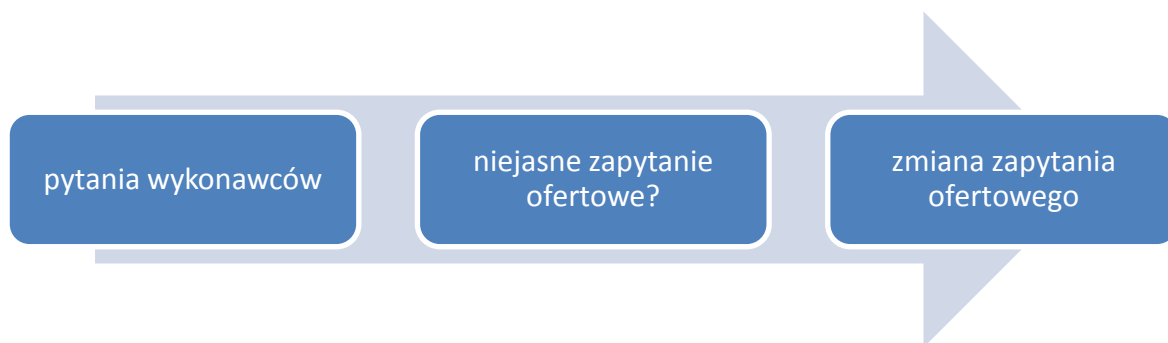 pytania wykonawców
niejasne zapytanie
ofertowe?
zmiana zapytania
ofertowego